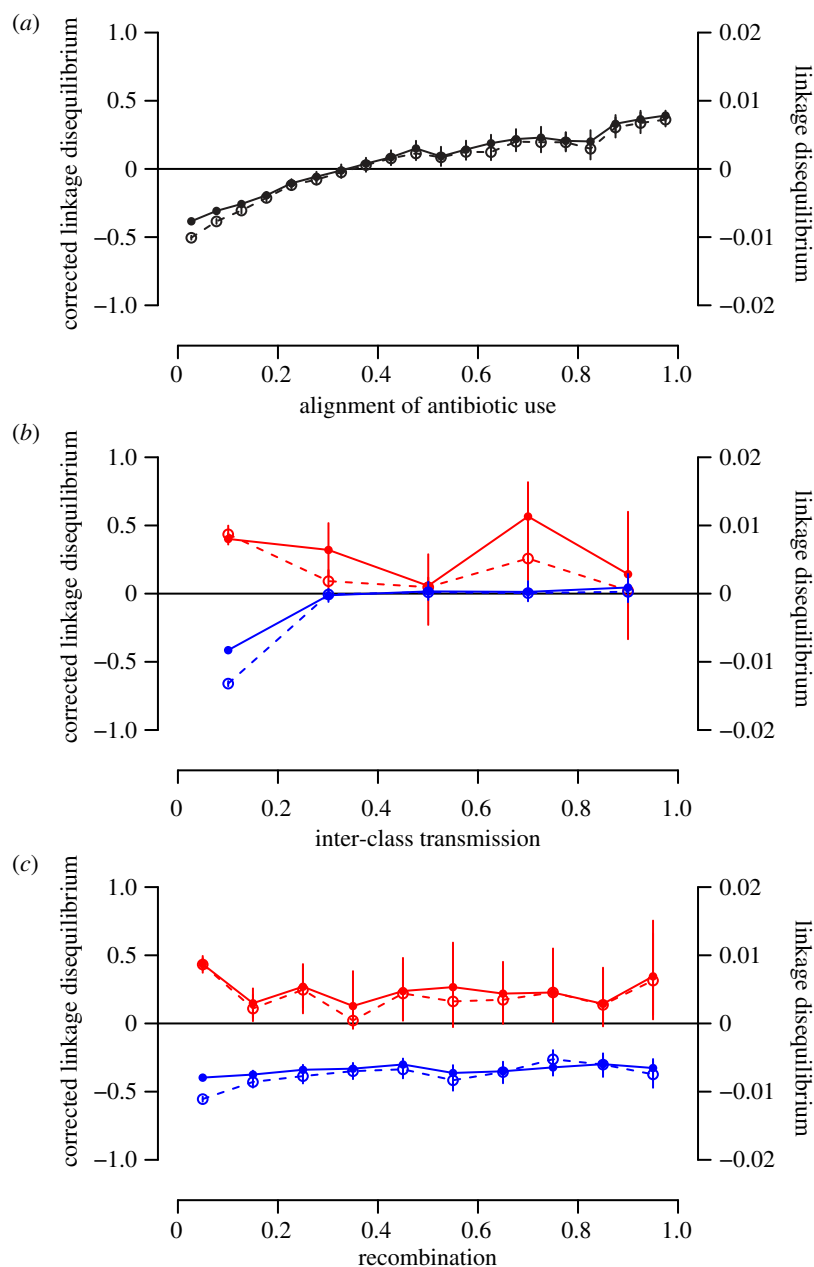 (a)
corrected linkage disequilibrium
1.0
0.5
0
−0.5
−1.0
0.02
0.01
0
−0.01
−0.02
linkage disequilibrium
0 0.2 0.4 0.6 0.8 1.0
alignment of antibiotic use
(b)
corrected linkage disequilibrium
1.0
0.5
0
−0.5
−1.0
0.02
0.01
0
−0.01
−0.02
linkage disequilibrium
0 0.2 0.4 0.6 0.8 1.0
inter-class transmission
(c)
corrected linkage disequilibrium
1.0
0.5
0
−0.5
−1.0
0.02
0.01
0
−0.01
−0.02
linkage disequilibrium
0 0.2 0.4 0.6 0.8 1.0
recombination